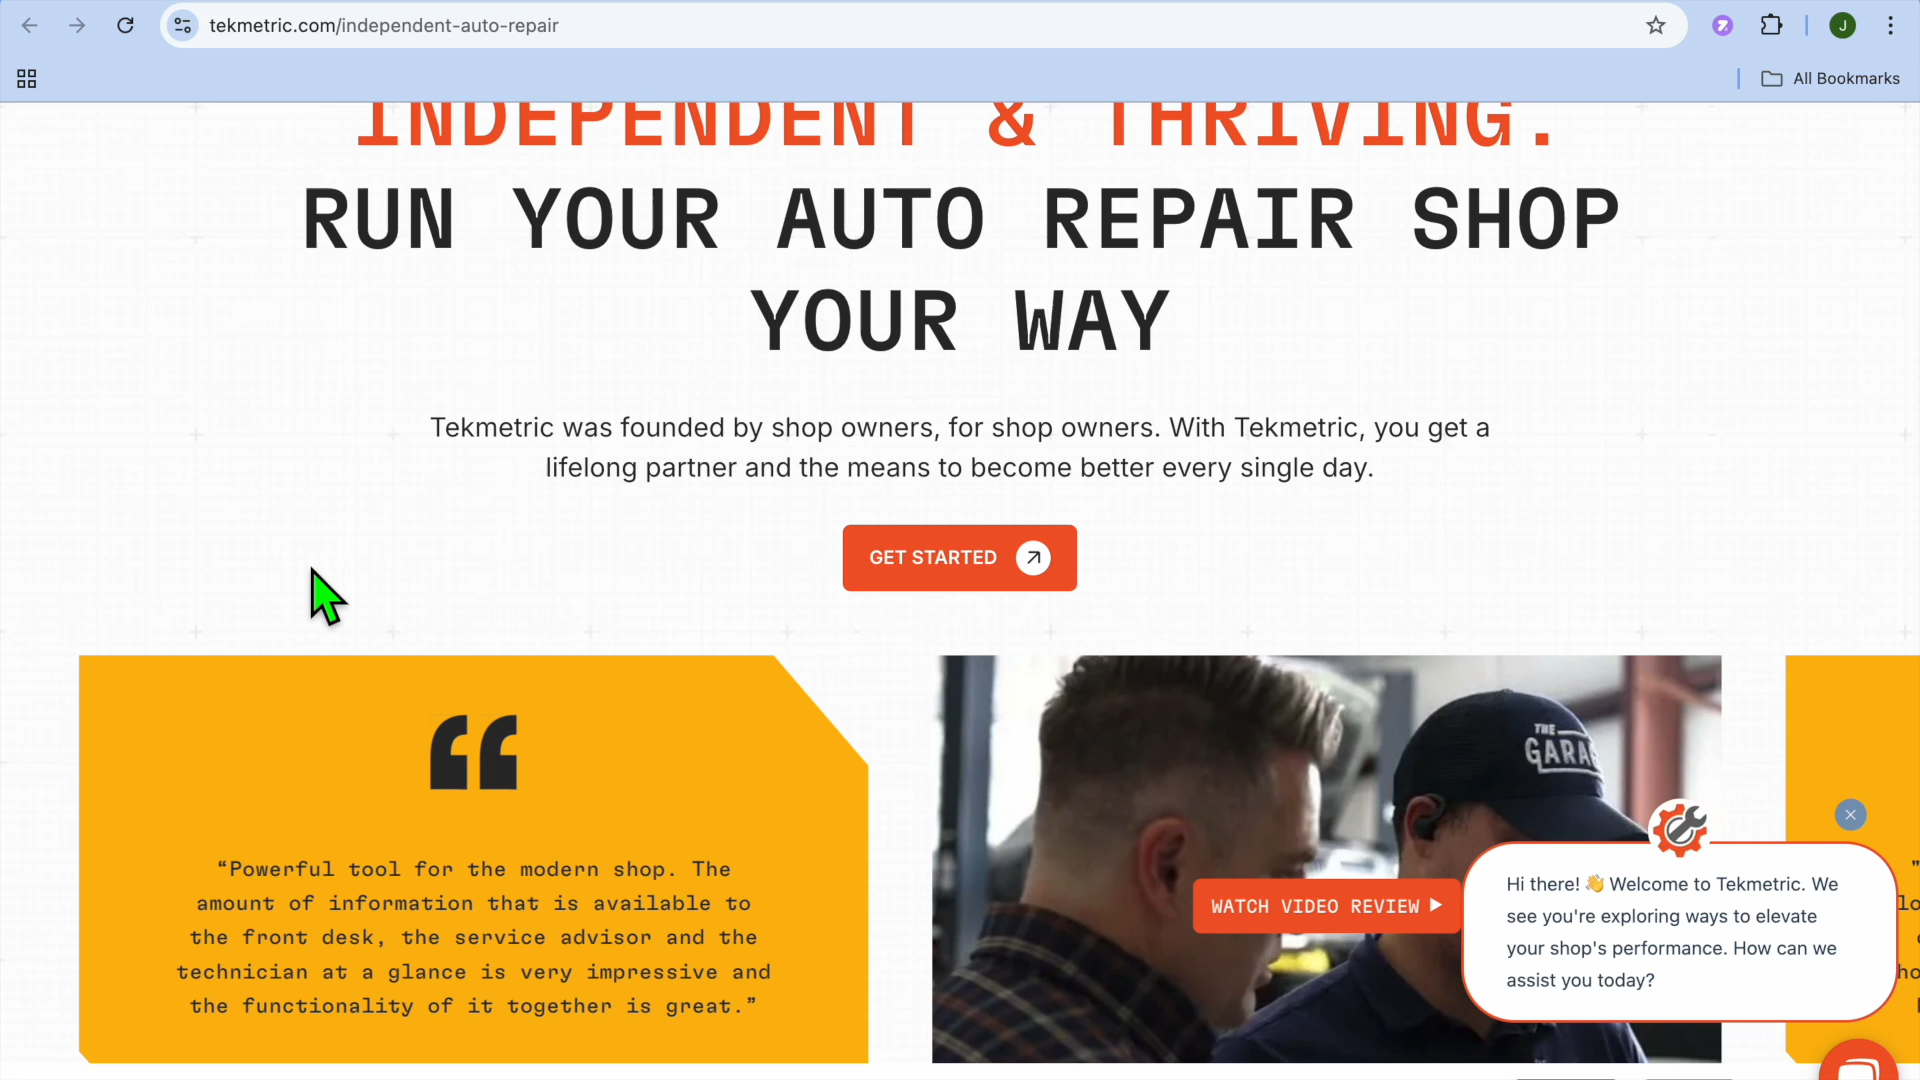 tekmetric.com/independent-auto-repair
J
All Bookmarks
INDEPENDENT & THRIVING.
RUN YOUR AUTO REPAIR SHOP
YOUR WAY
Tekmetric was founded by shop owners, for shop owners. With Tekmetric, you get a
lifelong partner and the means to become better every single day.
GET STARTED
“Powerful tool for the modern shop. The
amount of information that is available to
the front desk, the service advisor and the
technician at a glance is very impressive and
the functionality of it together is great.”
THE
WATCH VIDEO REVIEW
Hi there! 👋 Welcome to Tekmetric. We
see you're exploring ways to elevate
your shop's performance. How can we
assist you today?